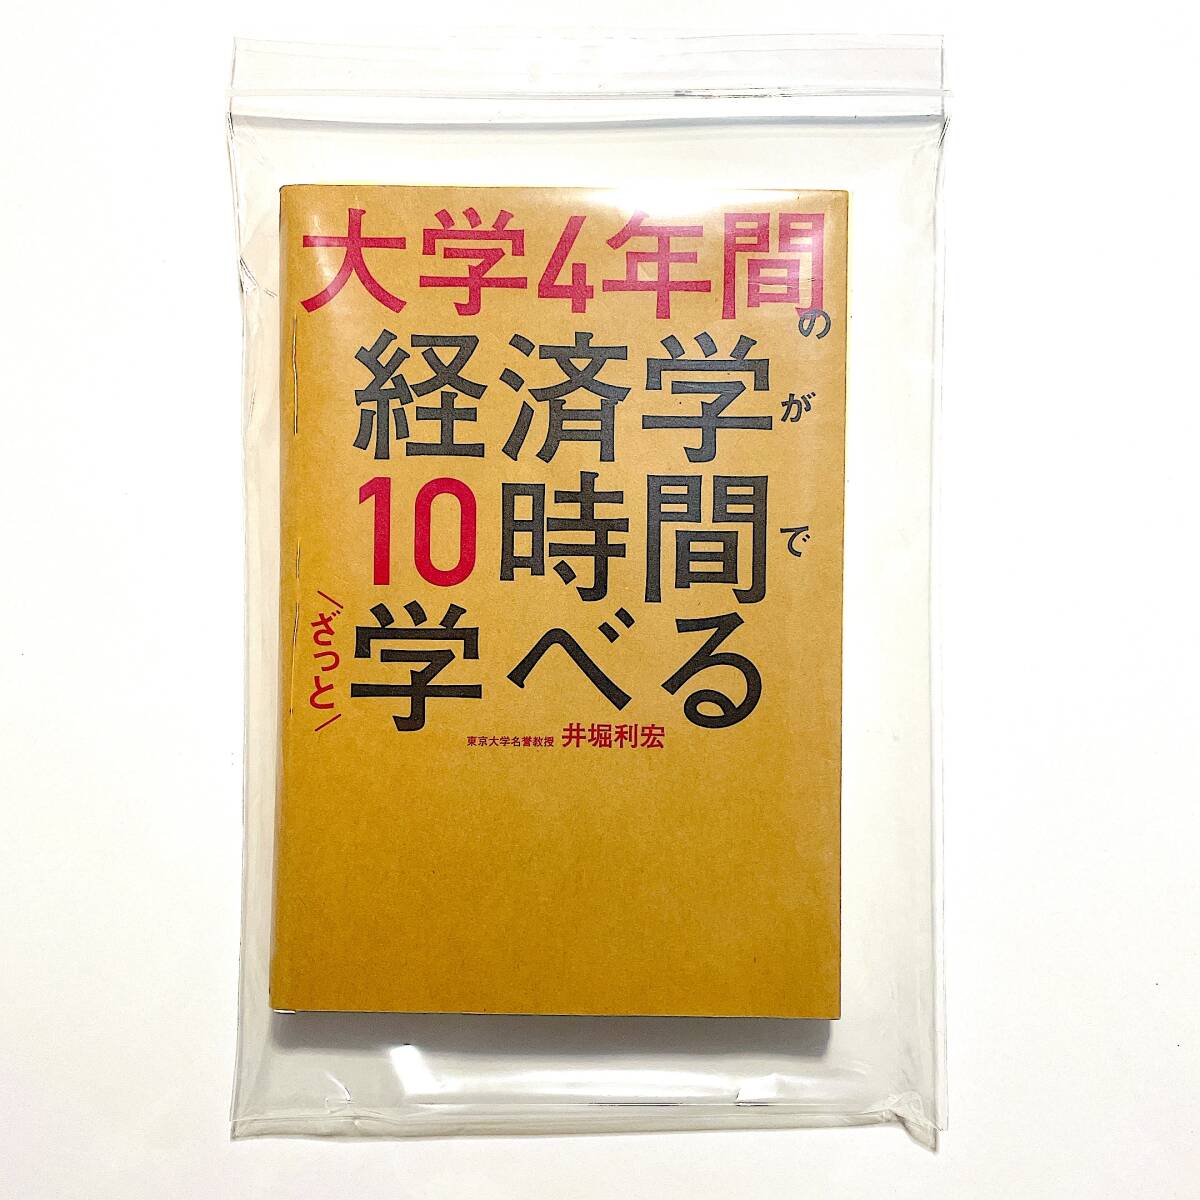 大学4年間の
経済学が
10時間で
ざっと
学べる
東京大学名誉教授 井堀利宏